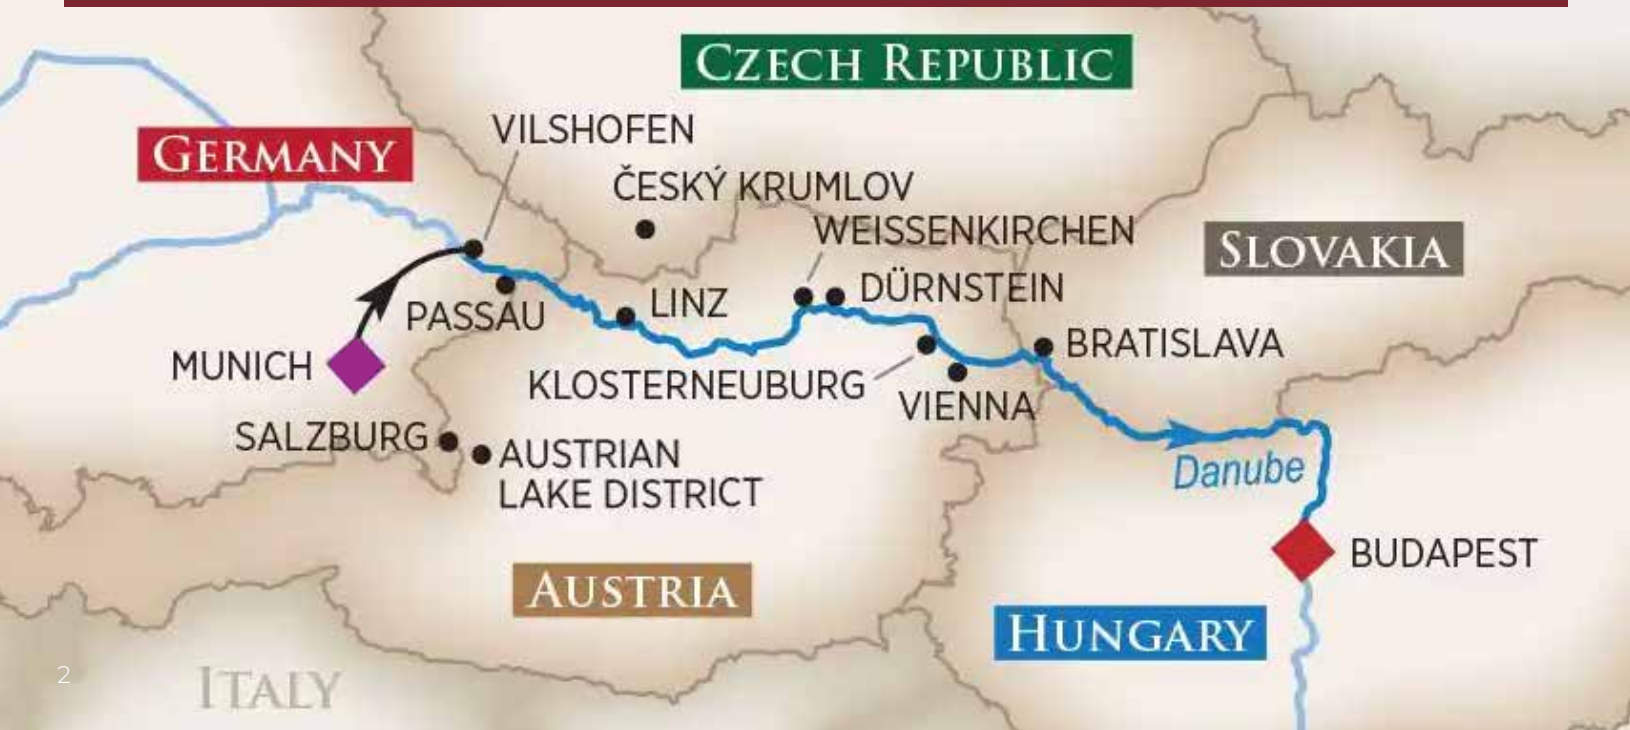 CZECH REPUBLIC
VILSHOFEN
GERMANY
ČESKÝ KRUMLOV
WEISSENKIRCHEN
SLOVAKIA
DÜRNSTEIN
LINZ
PASSAU
BRATISLAVA
MUNICH
KLOSTERNEUBURG
VIENNA
SALZBURG
AUSTRIAN
LAKE DISTRICT
Danube
BUDAPEST
AUSTRIA
HUNGARY
2
ITALY